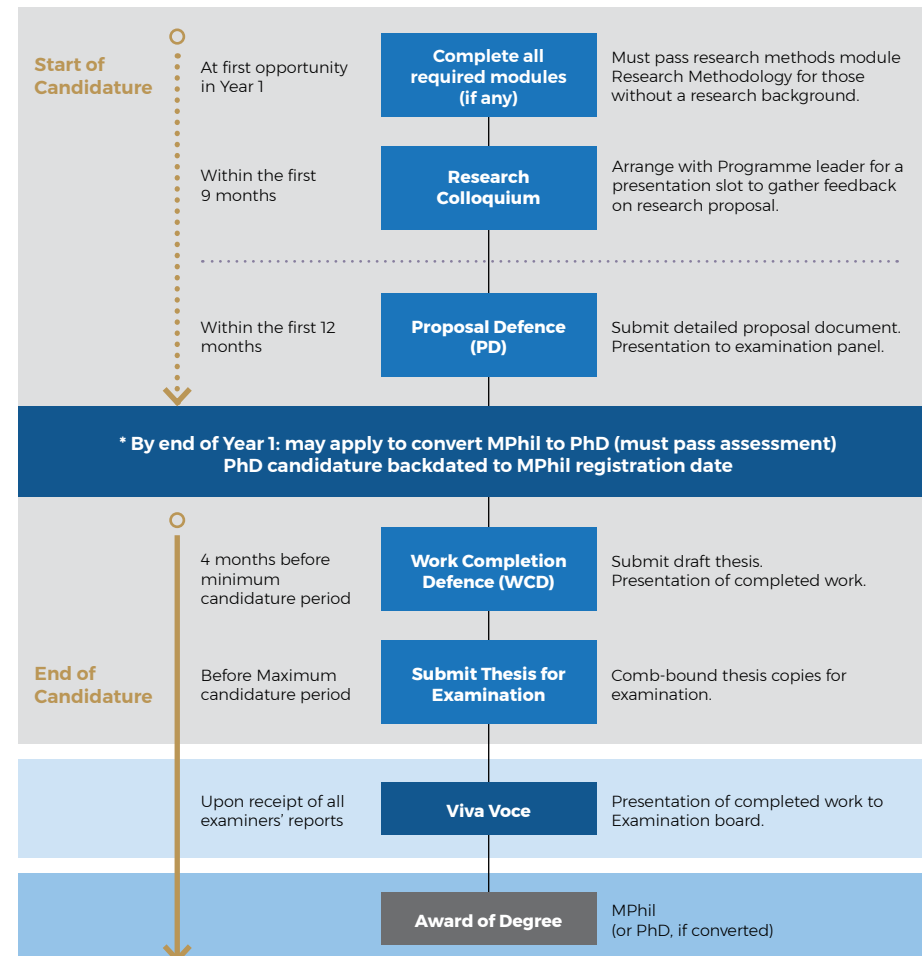 Start of
Candidature
At first opportunity
in Year 1
Complete all
required modules
(if any)
Must pass research methods module
Research Methodology for those
without a research background.
Within the first
9 months
Research
Colloquium
Arrange with Programme leader for a
presentation slot to gather feedback
on research proposal.
Within the first 12
months
Proposal Defence
(PD)
Submit detailed proposal document.
Presentation to examination panel.
* By end of Year 1: may apply to convert MPhil to PhD (must pass assessment)
PhD candidature backdated to MPhil registration date
4 months before
minimum
candidature period
Work Completion
Defence (WCD)
Submit draft thesis.
Presentation of completed work.
End of
Candidature
Before Maximum
candidature period
Submit Thesis for
Examination
Comb-bound thesis copies for
examination.
Upon receipt of all
examiners' reports
Viva Voce
Presentation of completed work to
Examination board.
Award of Degree
MPhil
(or PhD, if converted)